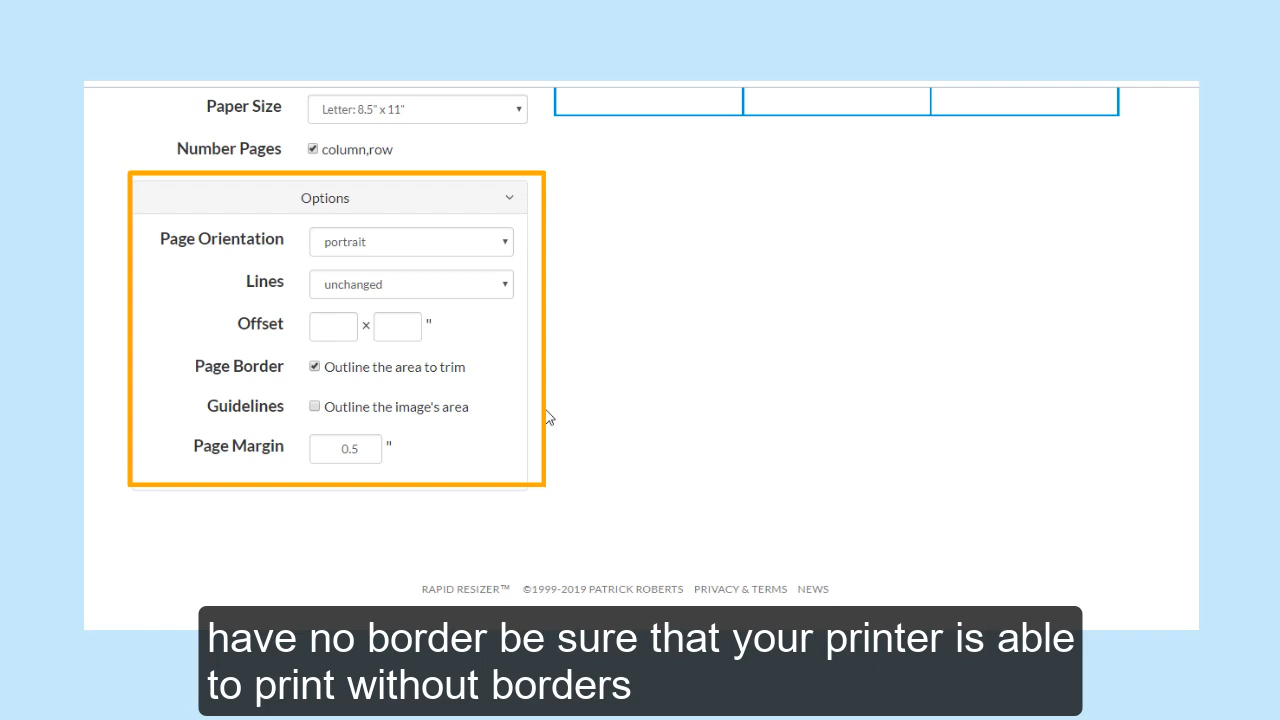 Paper Size Letter: 8.5" x 11"
Number Pages column,row
Options
Page Orientation portrait
Lines unchanged
Offset × "
Page Border Outline the area to trim
Guidelines Outline the image's area
Page Margin 0.5 "
RAPID RESIZER™ ©1999-2019 PATRICK ROBERTS PRIVACY & TERMS NEWS
have no border be sure that your printer is able
to print without borders